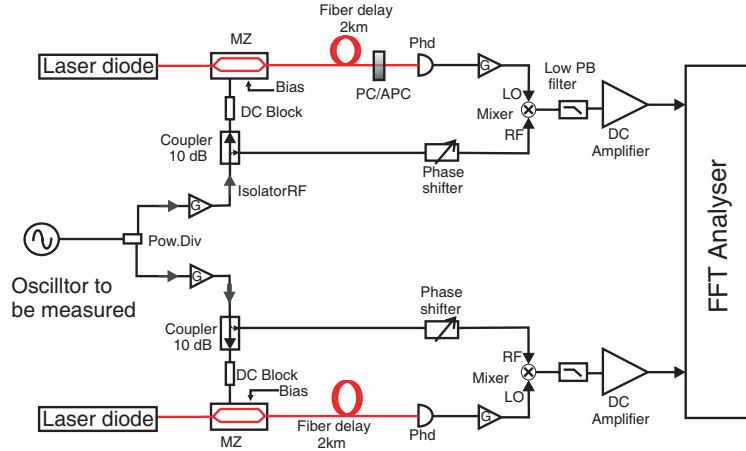 MZ
Fiber delay
2km
Phd
G
Laser diode
Bias
PC/APC
LO
Mixer
RF
Low PB
filter
DC
Amplifier
DC Block
Coupler
10 dB
Phase
shifter
IsolatorRF
G
Pow.Div
Oscilltor to
be measured
G
FFT Analyser
Coupler
10 dB
Phase
shifter
RF
Mixer
LO
DC
Amplifier
DC Block
Bias
Laser diode
MZ
Fiber delay
2km
Phd
G